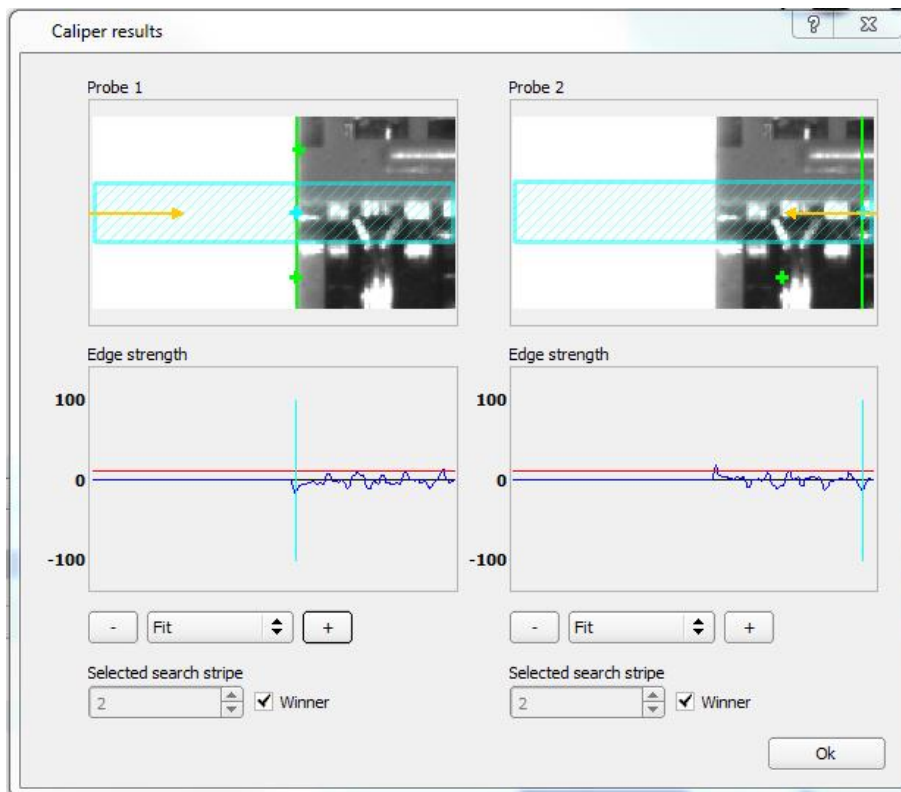 Caliper results
?
Probe 1
Probe 2
Edge strength
Edge strength
100
0
-100
100
0
-100
- Fit +
- Fit +
Selected search stripe
2 Winner
Selected search stripe
2 Winner
Ok